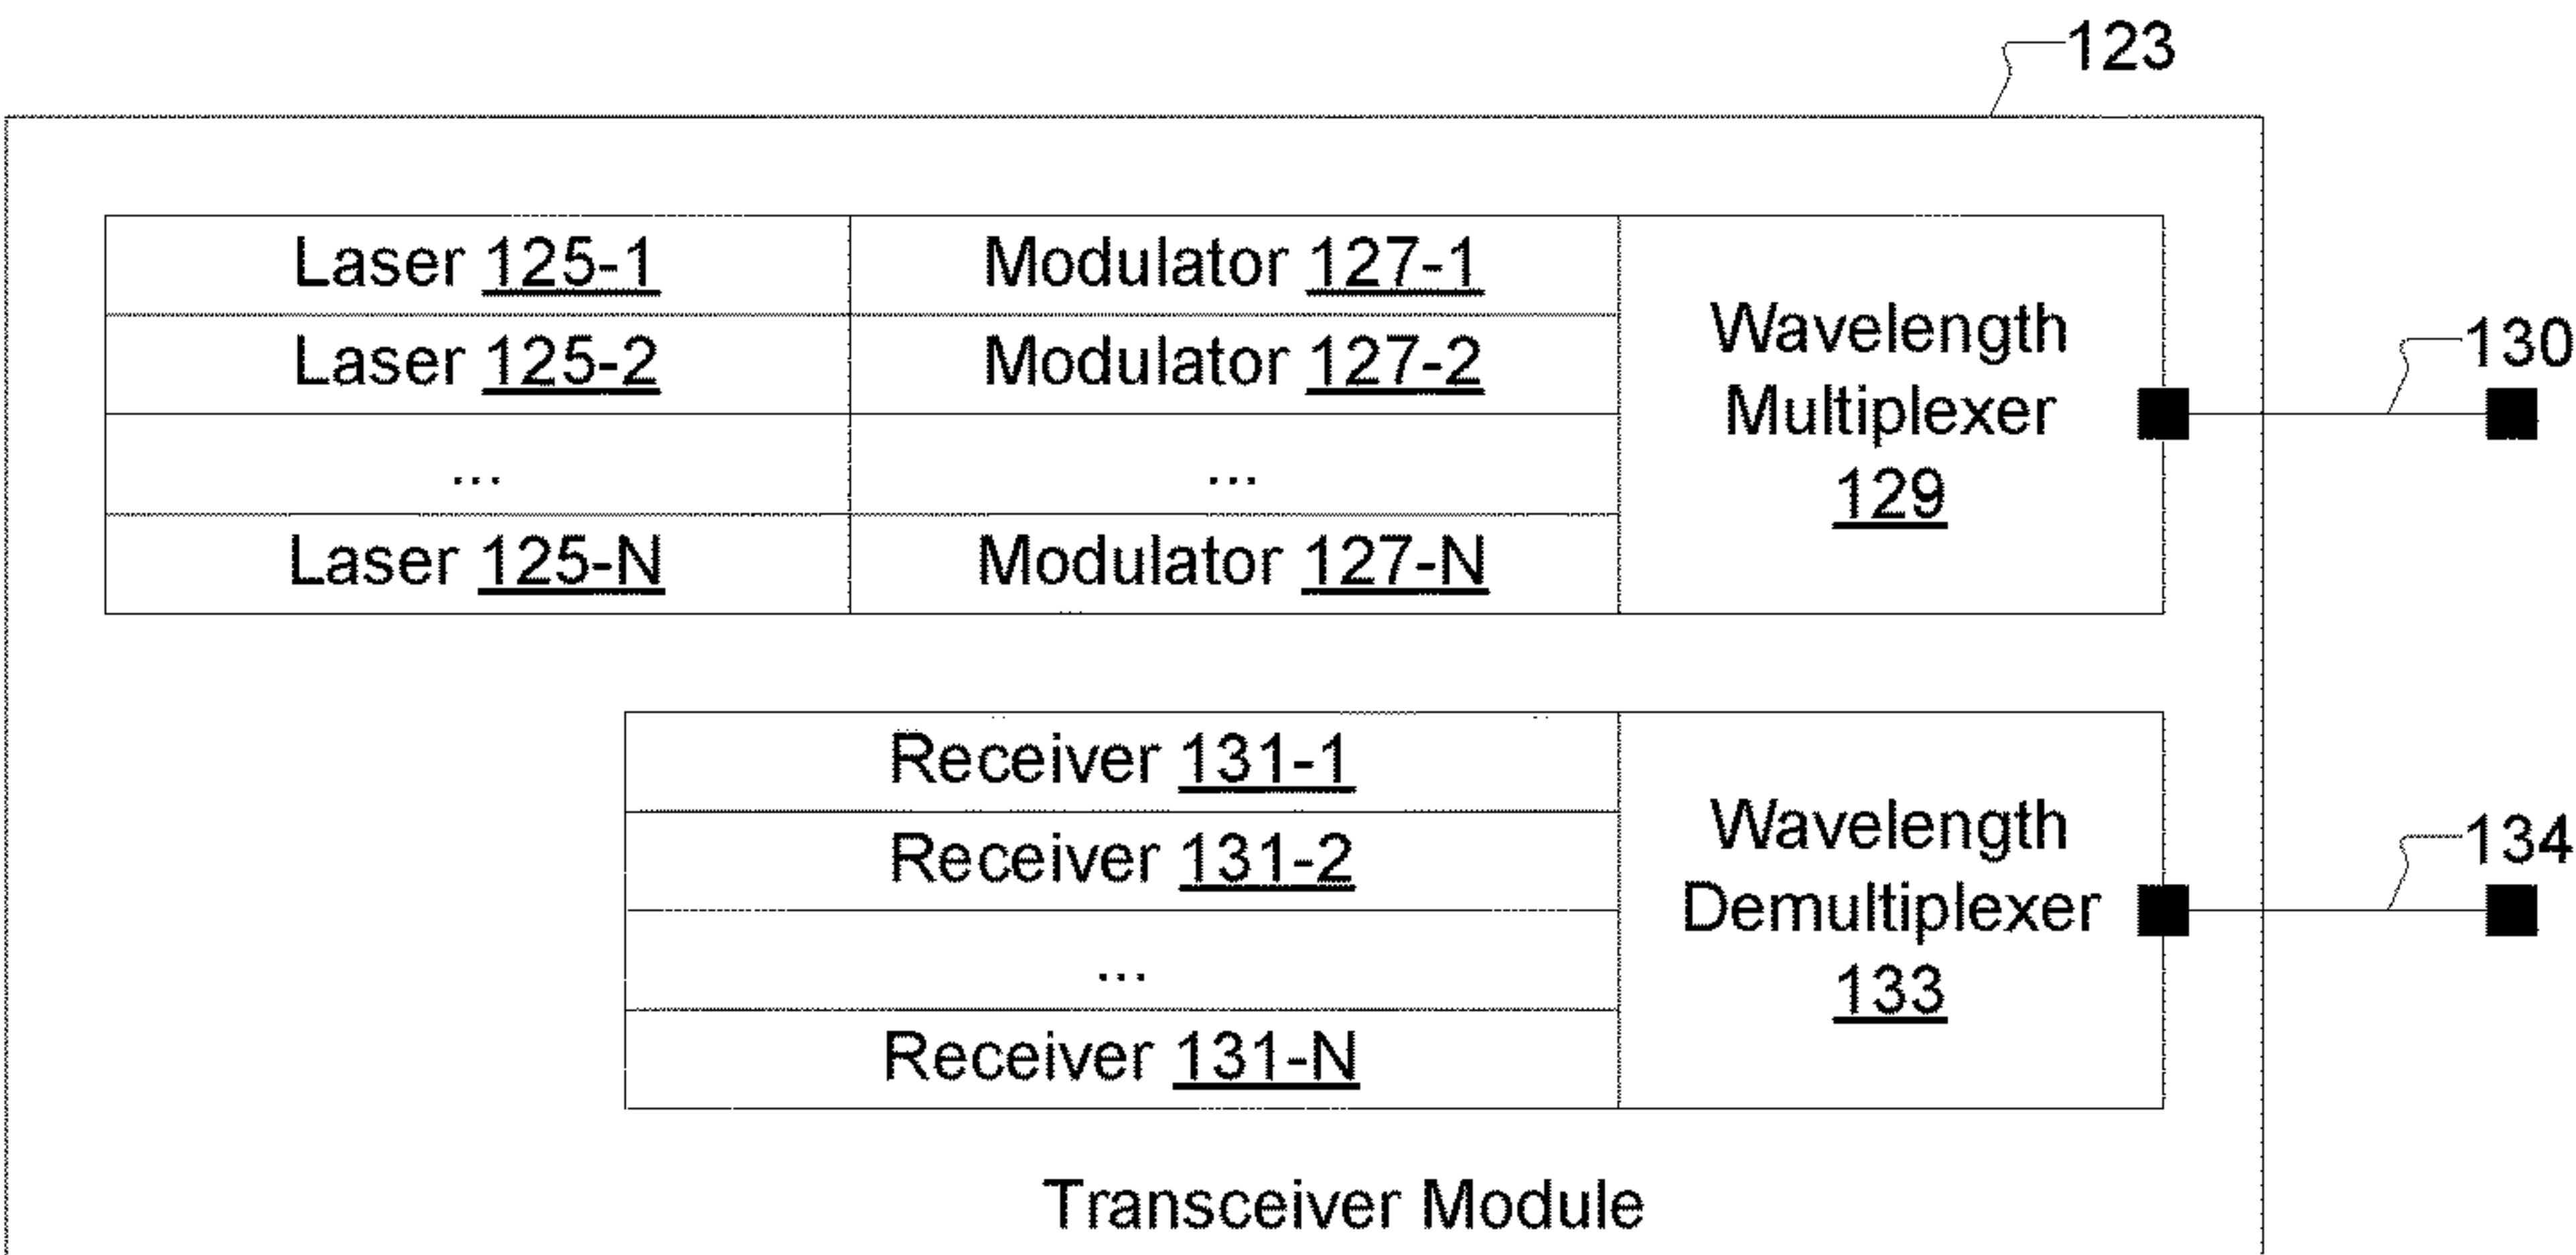 123
Laser 125-1 Modulator 127-1
Laser 125-2 Modulator 127-2
... ...
Laser 125-N Modulator 127-N
Wavelength
Multiplexer
129
130
Receiver 131-1
Receiver 131-2
...
Receiver 131-N
Wavelength
Demultiplexer
133
134
Transceiver Module